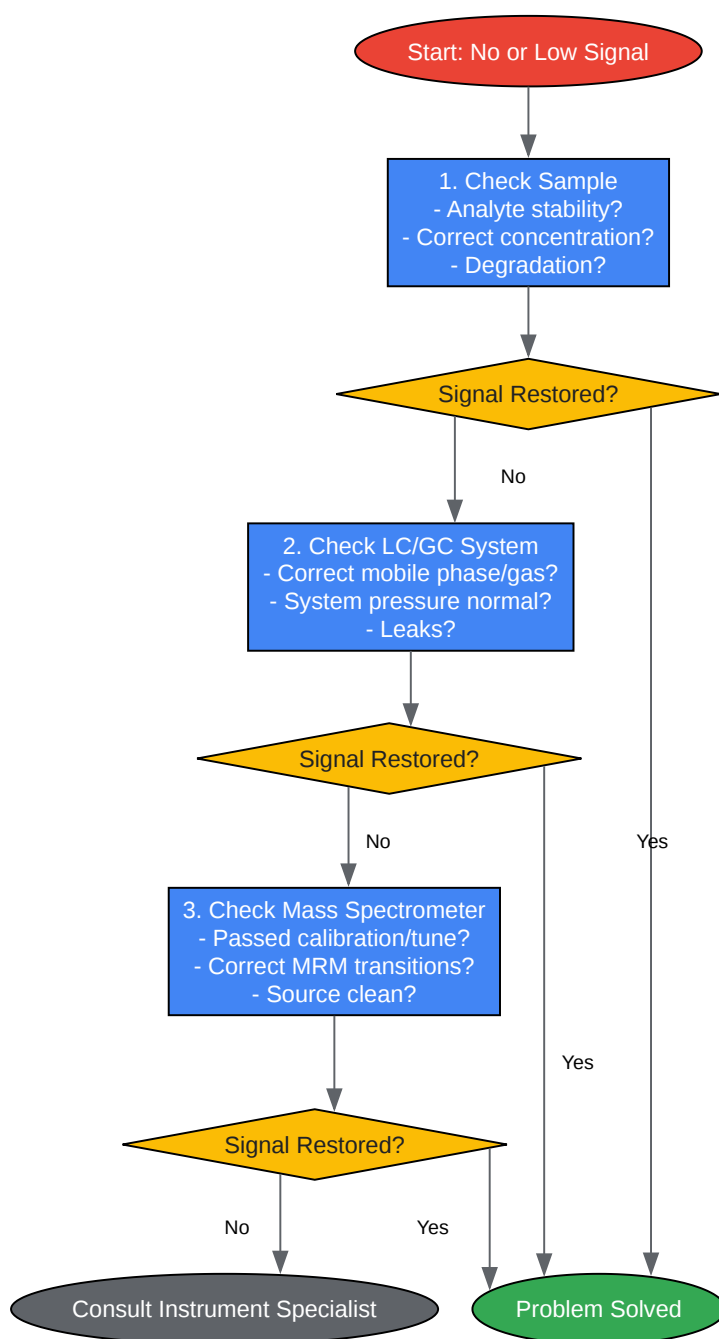 Start: No or Low Signal
1. Check Sample
- Analyte stability?
- Correct concentration?
- Degradation?
Signal Restored?
No
2. Check LC/GC System
- Correct mobile phase/gas?
- System pressure normal?
- Leaks?
Signal Restored?
No
Yes
3. Check Mass Spectrometer
- Passed calibration/tune?
- Correct MRM transitions?
- Source clean?
Yes
Signal Restored?
No
Yes
Consult Instrument Specialist
Problem Solved